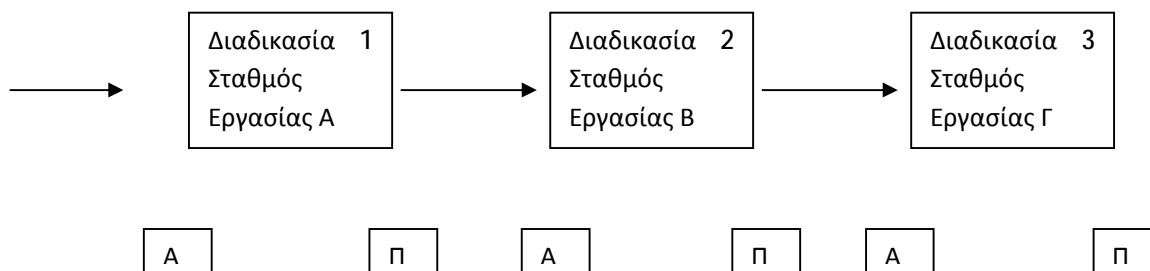 Διαδικασία 1
Σταθμός
Εργασίας Α
Διαδικασία 2
Σταθμός
Εργασίας Β
Διαδικασία 3
Σταθμός
Εργασίας Γ
Α
Π
Α
Π
Α
Π